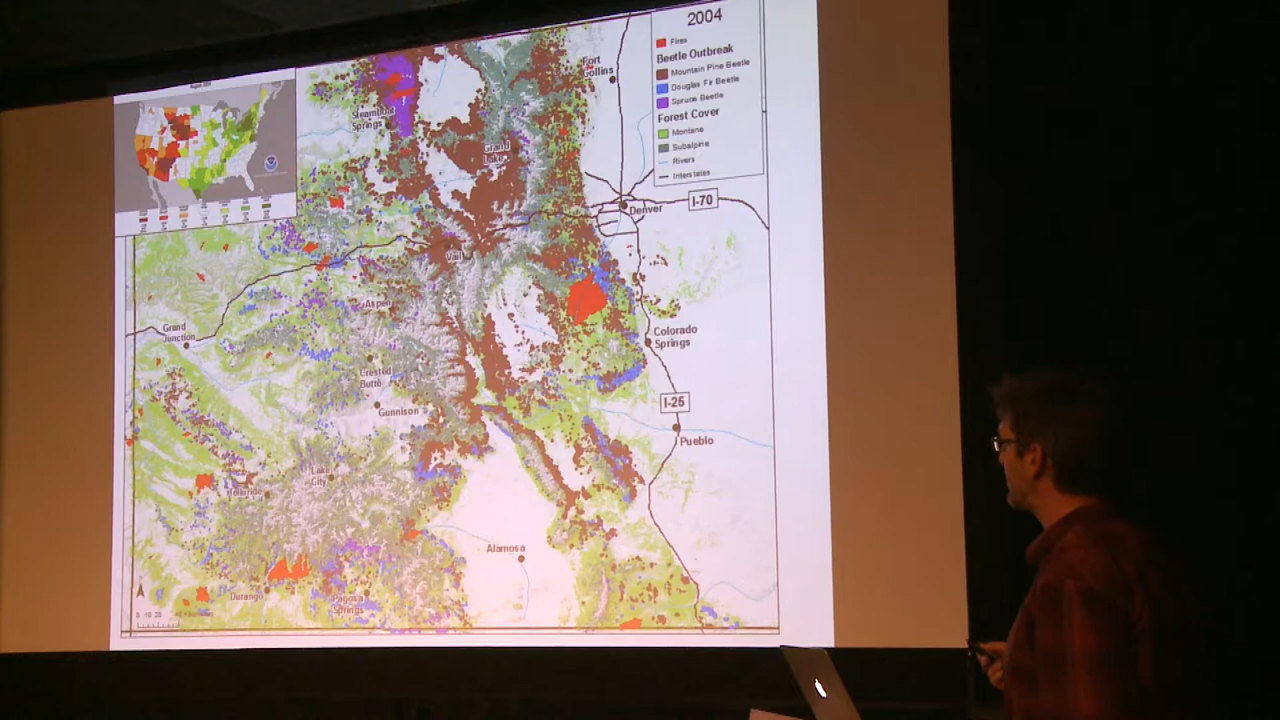 August 2004
2004
Fires
Beetle Outbreak
Mountain Pine Beetle
Douglas Fir Beetle
Spruce Beetle
Forest Cover
Montane
Subalpine
Rivers
Interstates
Fort
Collins
Steamboat
Springs
Grand
Lake
I-70
Denver
Vail
Aspen
Grand
Junction
Colorado
Springs
Crested
Butte
I-25
Gunnison
Pueblo
Lake
City
Telluride
Alamosa
Durango
Pagosa
Springs